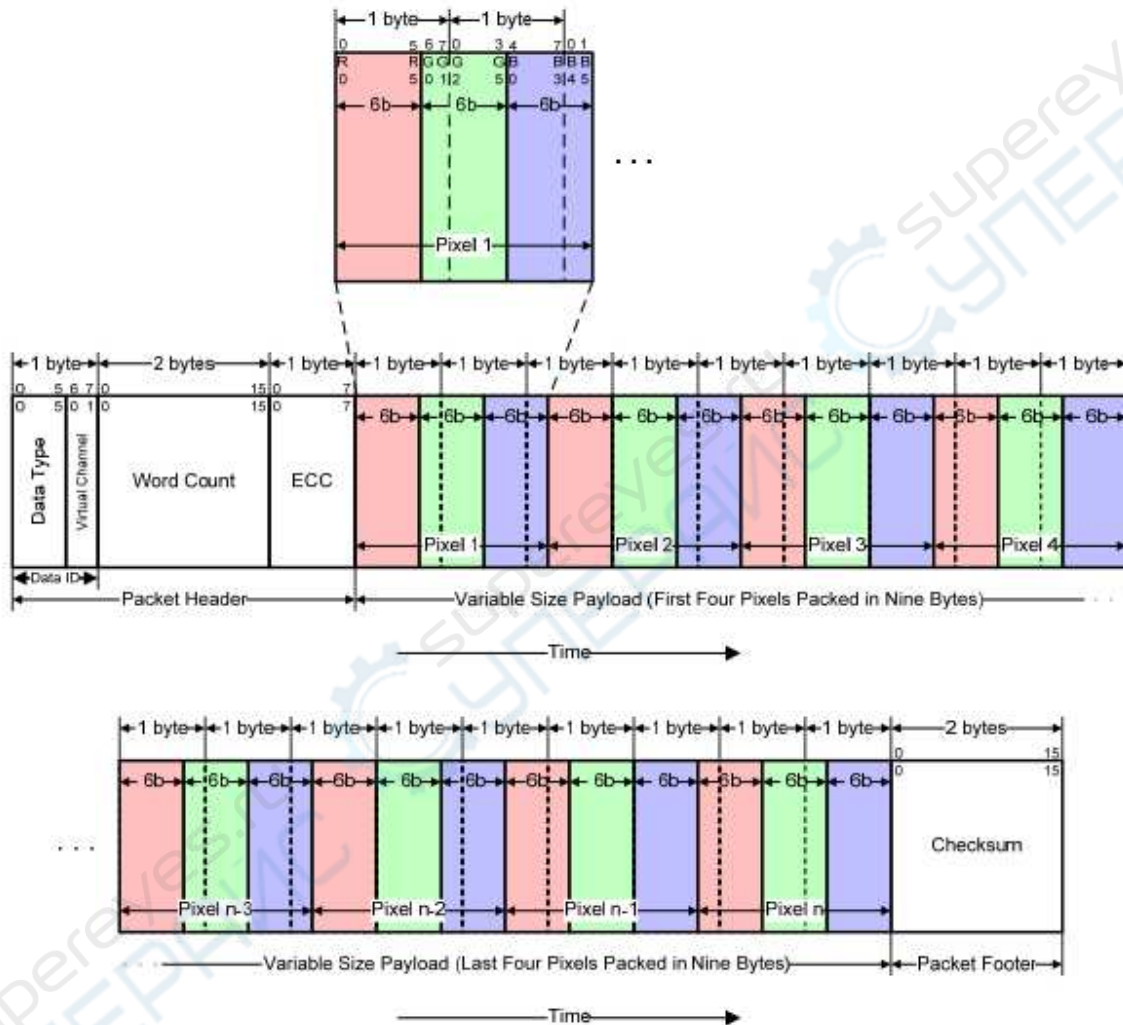 1 byte 1 byte
0 5 6 7 0 3 4 7 0 1
R R G G G G B B B B
0 5 0 1 2 5 0 3 4 5
6b 6b 6b
. . .
Pixel 1
1 byte 2 bytes 1 byte 1 byte 1 byte 1 byte 1 byte 1 byte 1 byte 1 byte 1 byte 1 byte
0 5 6 7 0 15 0 7
0 5 0 1 0 15 0 7
6b 6b 6b 6b 6b 6b 6b 6b 6b 6b 6b 6b
Data Type Virtual Channel Word Count ECC
Pixel 1 Pixel 2 Pixel 3 Pixel 4
Data ID
Packet Header Variable Size Payload (First Four Pixels Packed in Nine Bytes)
Time
1 byte 1 byte 1 byte 1 byte 1 byte 1 byte 1 byte 1 byte 1 byte 2 bytes
0 15
0 15
6b 6b 6b 6b 6b 6b 6b 6b 6b 6b 6b 6b
. . . Checksum
Pixel n-3 Pixel n-2 Pixel n-1 Pixel n
Variable Size Payload (Last Four Pixels Packed in Nine Bytes) Packet Footer
Time
supereyes.ru
СУПЕРАЙС